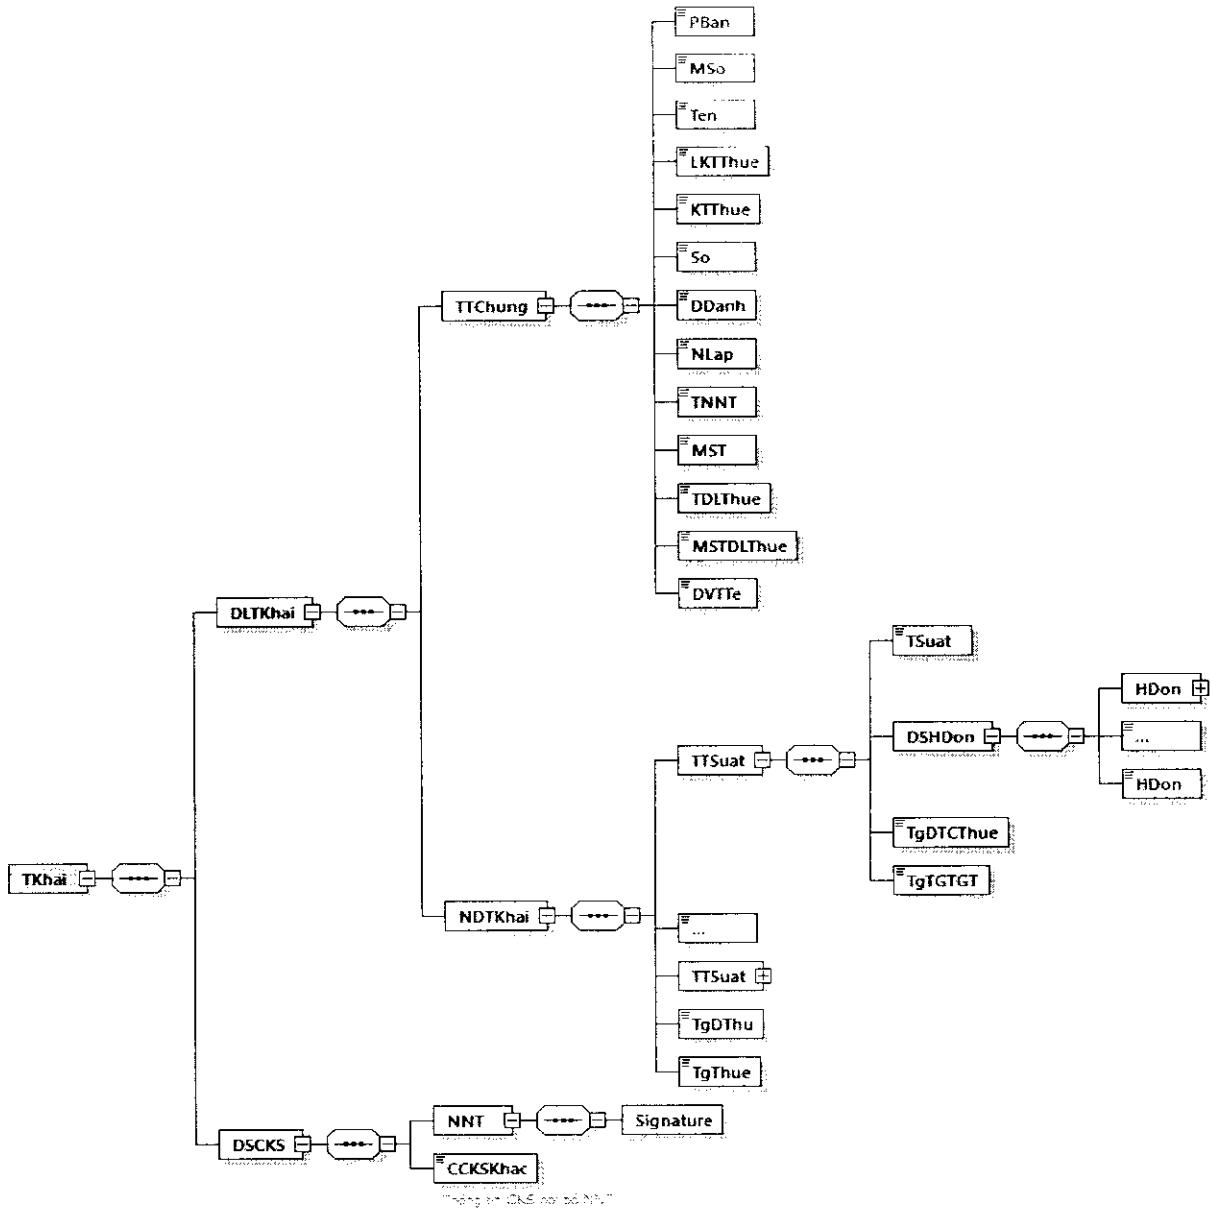 PBan
MSo
Ten
LKTThue
KTThue
So
TTChung
DDanh
NLap
TNNT
MST
TDLThue
MSTDLThue
DVTTe
DLTKhai
TSuat
HDon
DSHDon
...
TTSuat
HDon
TgDTCThue
TKhai
TgTGTGT
NDTKhai
...
TTSuat
TgDThu
TgThue
NNT
Signature
DSCKS
CCKSKhac